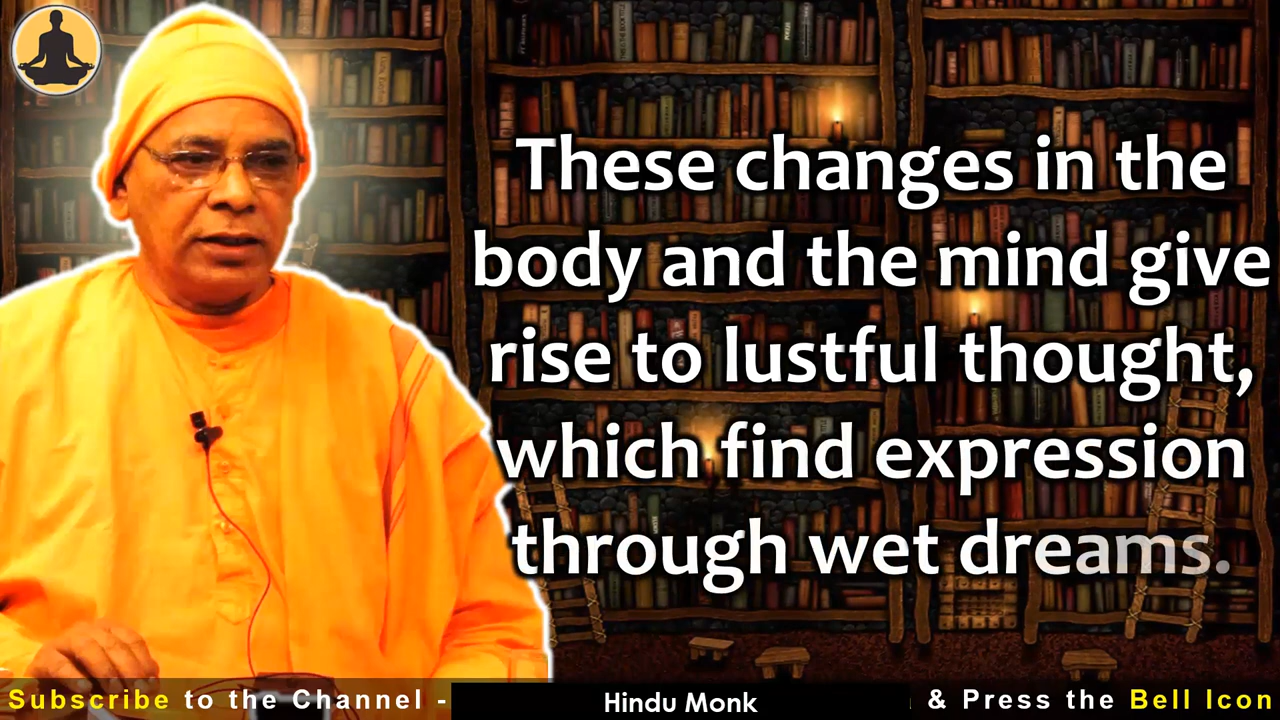 These changes in the
body and the mind give
rise to lustful thought,
which find expression
through wet dreams.
Subscribe to the Channel - Hindu Monk & Press the Bell Icon